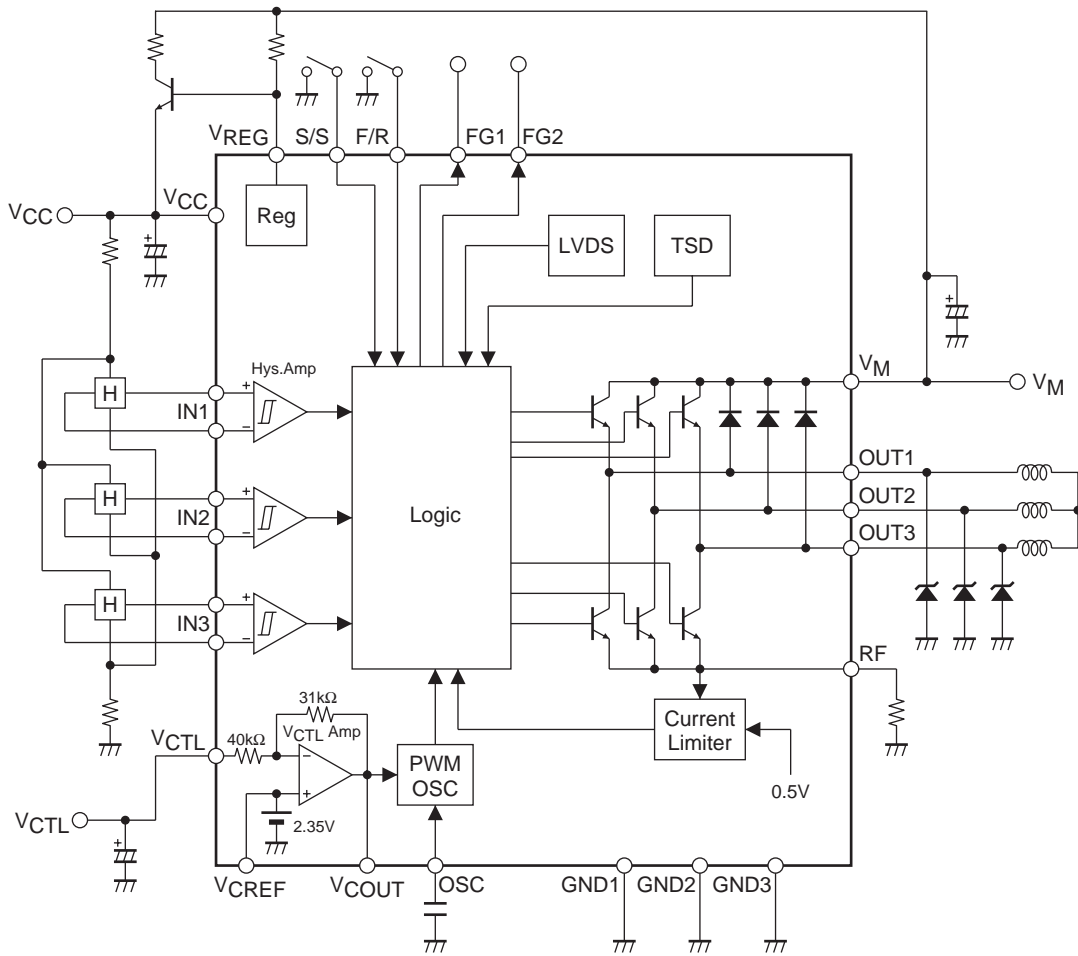 VREG
S/S
F/R
FG1
FG2
VCC
VCC
Reg
LVDS
TSD
+
+
VM
VM
Hys.Amp
H
+
IN1
−
OUT1
H
+
IN2
−
Logic
OUT2
OUT3
H
+
IN3
−
RF
31kΩ
VCTL
40kΩ
VCTL Amp
−
+
PWM
OSC
Current
Limiter
0.5V
2.35V
VCTL
+
VCREF
VCOUT
OSC
GND1
GND2
GND3